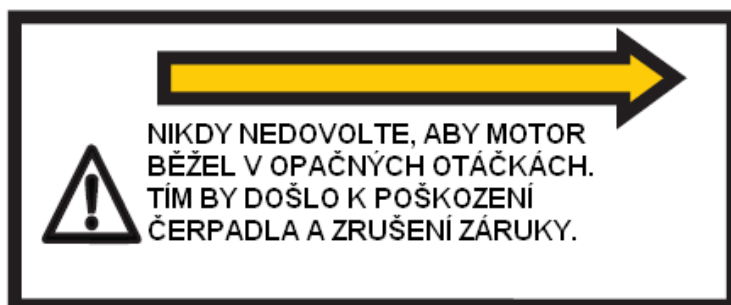 NIKDY NEDOVOLTE, ABY MOTOR
BĚŽEL V OPAČNÝCH OTÁČKÁCH.
TÍM BY DOŠLO K POŠKOZENÍ
ČERPADLA A ZRUŠENÍ ZÁRUKY.